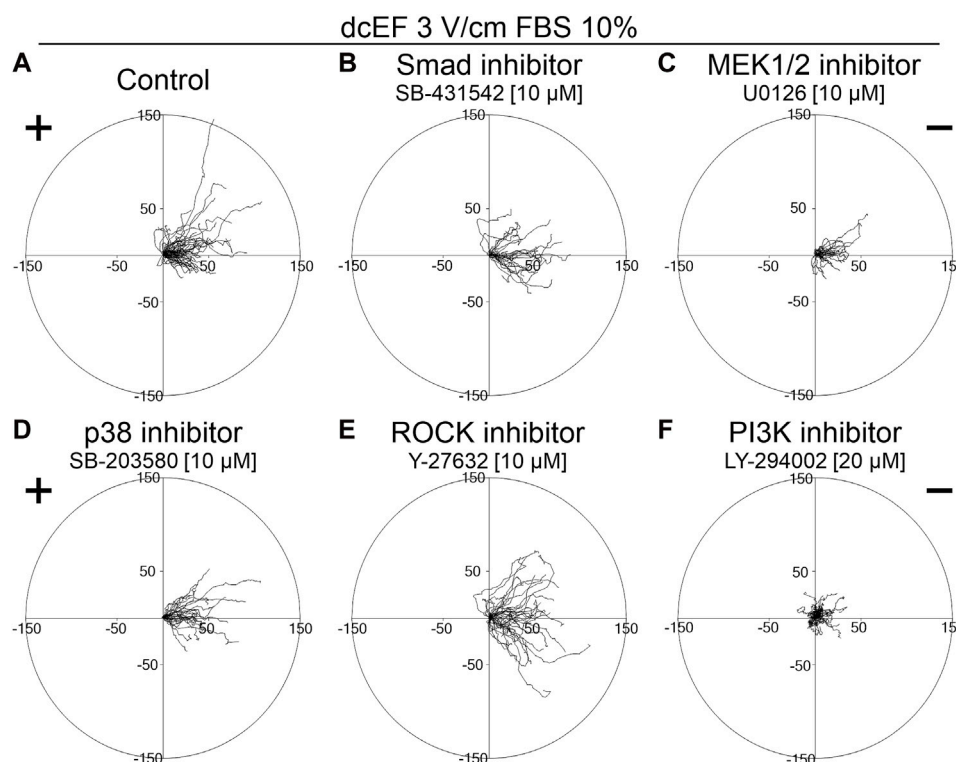 dcEF 3 V/cm FBS 10%
A
Control
+
150
50
-150
-50
50
150
-50
-150
B
Smad inhibitor
SB-431542 [10 μM]
150
50
-150
-50
50
150
-50
-150
C
MEK1/2 inhibitor
U0126 [10 μM]
−
150
50
-150
-50
50
150
-50
-150
D
p38 inhibitor
SB-203580 [10 μM]
+
150
50
-150
-50
50
150
-50
-150
E
ROCK inhibitor
Y-27632 [10 μM]
150
50
-150
-50
50
150
-50
-150
F
PI3K inhibitor
LY-294002 [20 μM]
−
150
50
-150
-50
50
150
-50
-150